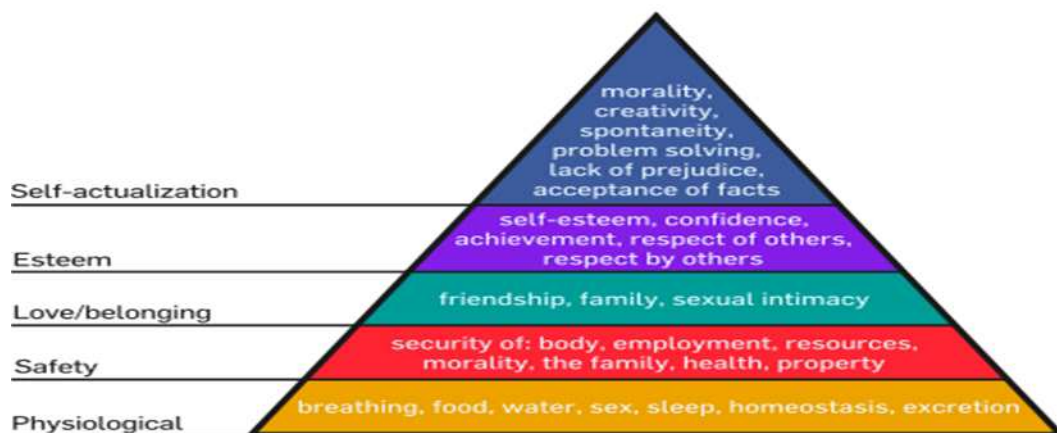 morality,
creativity,
spontaneity,
problem solving,
lack of prejudice,
acceptance of facts
Self-actualization
self-esteem, confidence,
achievement, respect of others,
respect by others
Esteem
friendship, family, sexual intimacy
Love/belonging
security of: body, employment, resources,
morality, the family, health, property
Safety
breathing, food, water, sex, sleep, homeostasis, excretion
Physiological